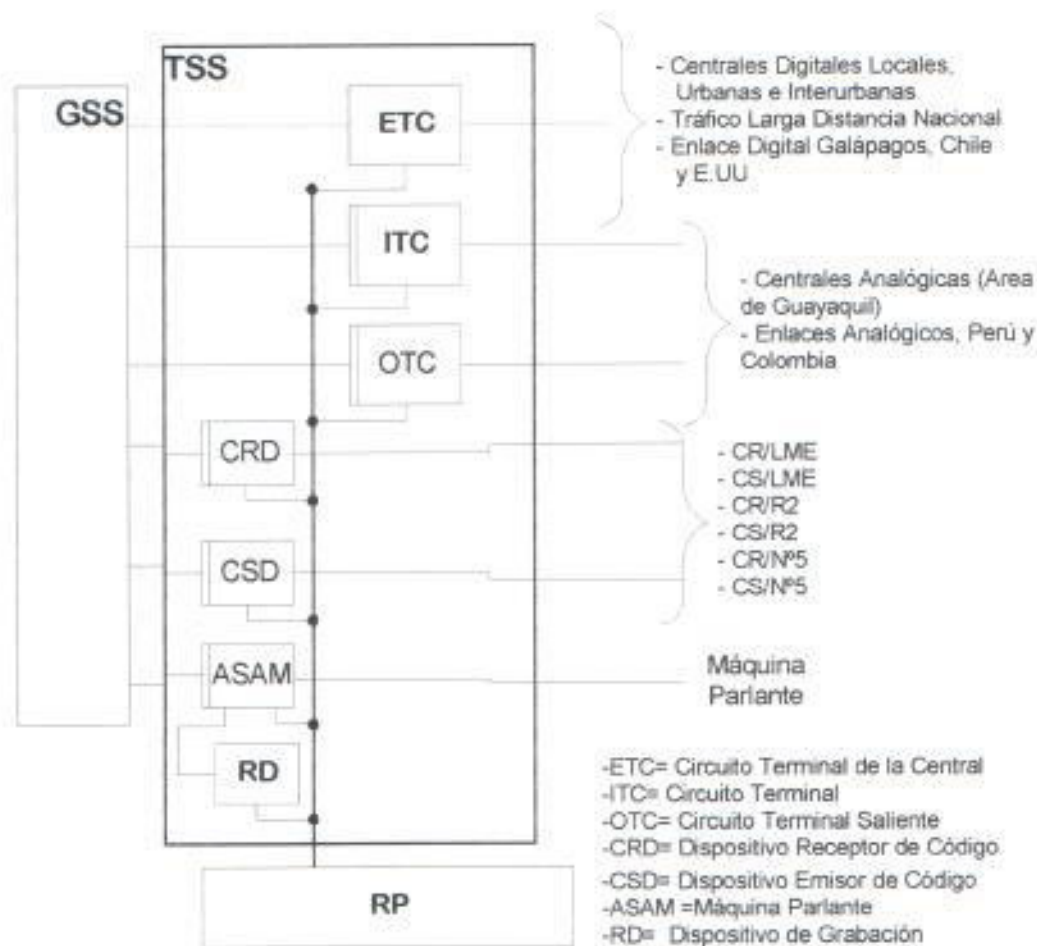 TSS
GSS
ETC
- Centrales Digitales Locales,
Urbanas e Interurbanas
- Tráfico Larga Distancia Nacional
- Enlace Digital Galápagos, Chile
y E.UU
ITC
OTC
- Centrales Analógicas (Area
de Guayaquil)
- Enlaces Analógicos, Perú y
Colombia
CRD
CSD
- CR/LME
- CS/LME
- CR/R2
- CS/R2
- CR/Nº5
- CS/Nº5
ASAM
Máquina
Parlante
RD
RP
-ETC= Circuito Terminal de la Central
-ITC= Circuito Terminal
-OTC= Circuito Terminal Saliente
-CRD= Dispositivo Receptor de Código
-CSD= Dispositivo Emisor de Código
-ASAM =Máquina Parlante
-RD= Dispositivo de Grabación